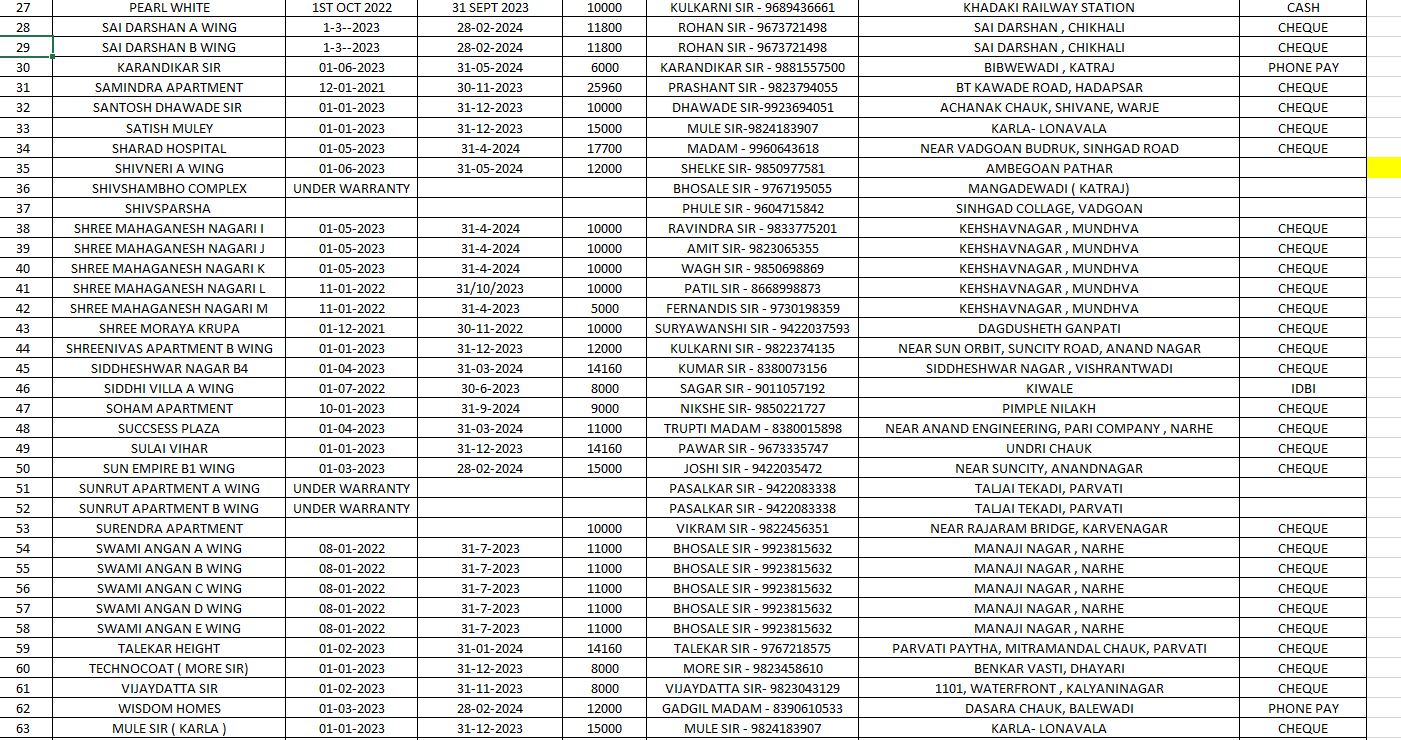 27 PEARL WHITE 1ST OCT 2022 31 SEPT 2023 10000 KULKARNI SIR - 9689436661 KHADAKI RAILWAY STATION CASH
28 SAI DARSHAN A WING 1-3--2023 28-02-2024 11800 ROHAN SIR - 9673721498 SAI DARSHAN , CHIKHALI CHEQUE
29 SAI DARSHAN B WING 1-3--2023 28-02-2024 11800 ROHAN SIR - 9673721498 SAI DARSHAN , CHIKHALI CHEQUE
30 KARANDIKAR SIR 01-06-2023 31-05-2024 6000 KARANDIKAR SIR - 9881557500 BIBWEWADI , KATRAJ PHONE PAY
31 SAMINDRA APARTMENT 12-01-2021 30-11-2023 25960 PRASHANT SIR - 9823794055 BT KAWADE ROAD, HADAPSAR CHEQUE
32 SANTOSH DHAWADE SIR 01-01-2023 31-12-2023 10000 DHAWADE SIR-9923694051 ACHANAK CHAUK, SHIVANE, WARJE CHEQUE
33 SATISH MULEY 01-01-2023 31-12-2023 15000 MULE SIR-9824183907 KARLA- LONAVALA CHEQUE
34 SHARAD HOSPITAL 01-05-2023 31-4-2024 17700 MADAM - 9960643618 NEAR VADGOAN BUDRUK, SINHGAD ROAD CHEQUE
35 SHIVNERI A WING 01-06-2023 31-05-2024 12000 SHELKE SIR- 9850977581 AMBEGOAN PATHAR
36 SHIVSHAMBHO COMPLEX UNDER WARRANTY BHOSALE SIR - 9767195055 MANGADEWADI ( KATRAJ)
37 SHIVSPARSHA PHULE SIR - 9604715842 SINHGAD COLLAGE, VADGOAN
38 SHREE MAHAGANESH NAGARI I 01-05-2023 31-4-2024 10000 RAVINDRA SIR - 9833775201 KEHSHAVNAGAR , MUNDHVA CHEQUE
39 SHREE MAHAGANESH NAGARI J 01-05-2023 31-4-2024 10000 AMIT SIR- 9823065355 KEHSHAVNAGAR , MUNDHVA CHEQUE
40 SHREE MAHAGANESH NAGARI K 01-05-2023 31-4-2024 10000 WAGH SIR - 9850698869 KEHSHAVNAGAR , MUNDHVA CHEQUE
41 SHREE MAHAGANESH NAGARI L 11-01-2022 31/10/2023 10000 PATIL SIR - 8668998873 KEHSHAVNAGAR , MUNDHVA CHEQUE
42 SHREE MAHAGANESH NAGARI M 11-01-2022 31-4-2023 5000 FERNANDIS SIR - 9730198359 KEHSHAVNAGAR , MUNDHVA CHEQUE
43 SHREE MORAYA KRUPA 01-12-2021 30-11-2022 10000 SURYAWANSHI SIR - 9422037593 DAGDUSHETH GANPATI CHEQUE
44 SHREENIVAS APARTMENT B WING 01-01-2023 31-12-2023 12000 KULKARNI SIR - 9822374135 NEAR SUN ORBIT, SUNCITY ROAD, ANAND NAGAR CHEQUE
45 SIDDHESHWAR NAGAR B4 01-04-2023 31-03-2024 14160 KUMAR SIR - 8380073156 SIDDHESHWAR NAGAR , VISHRANTWADI CHEQUE
46 SIDDHI VILLA A WING 01-07-2022 30-6-2023 8000 SAGAR SIR - 9011057192 KIWALE IDBI
47 SOHAM APARTMENT 10-01-2023 31-9-2024 9000 NIKSHE SIR- 9850221727 PIMPLE NILAKH CHEQUE
48 SUCCSESS PLAZA 01-04-2023 31-03-2024 11000 TRUPTI MADAM - 8380015898 NEAR ANAND ENGINEERING, PARI COMPANY , NARHE CHEQUE
49 SULAI VIHAR 01-01-2023 31-12-2023 14160 PAWAR SIR - 9673335747 UNDRI CHAUK CHEQUE
50 SUN EMPIRE B1 WING 01-03-2023 28-02-2024 15000 JOSHI SIR - 9422035472 NEAR SUNCITY, ANANDNAGAR CHEQUE
51 SUNRUT APARTMENT A WING UNDER WARRANTY PASALKAR SIR - 9422083338 TALJAI TEKADI, PARVATI
52 SUNRUT APARTMENT B WING UNDER WARRANTY PASALKAR SIR - 9422083338 TALJAI TEKADI, PARVATI
53 SURENDRA APARTMENT 10000 VIKRAM SIR - 9822456351 NEAR RAJARAM BRIDGE, KARVENAGAR CHEQUE
54 SWAMI ANGAN A WING 08-01-2022 31-7-2023 11000 BHOSALE SIR - 9923815632 MANAJI NAGAR , NARHE CHEQUE
55 SWAMI ANGAN B WING 08-01-2022 31-7-2023 11000 BHOSALE SIR - 9923815632 MANAJI NAGAR , NARHE CHEQUE
56 SWAMI ANGAN C WING 08-01-2022 31-7-2023 11000 BHOSALE SIR - 9923815632 MANAJI NAGAR , NARHE CHEQUE
57 SWAMI ANGAN D WING 08-01-2022 31-7-2023 11000 BHOSALE SIR - 9923815632 MANAJI NAGAR , NARHE CHEQUE
58 SWAMI ANGAN E WING 08-01-2022 31-7-2023 11000 BHOSALE SIR - 9923815632 MANAJI NAGAR , NARHE CHEQUE
59 TALEKAR HEIGHT 01-02-2023 31-01-2024 14160 TALEKAR SIR - 9767218575 PARVATI PAYTHA, MITRAMANDAL CHAUK, PARVATI CHEQUE
60 TECHNOCOAT ( MORE SIR) 01-01-2023 31-12-2023 8000 MORE SIR - 9823458610 BENKAR VASTI, DHAYARI CHEQUE
61 VIJAYDATTA SIR 01-02-2023 31-11-2023 8000 VIJAYDATTA SIR- 9823043129 1101, WATERFRONT , KALYANINAGAR CHEQUE
62 WISDOM HOMES 01-03-2023 28-02-2024 12000 GADGIL MADAM - 8390610533 DASARA CHAUK, BALEWADI PHONE PAY
63 MULE SIR ( KARLA ) 01-01-2023 31-12-2023 15000 MULE SIR - 9824183907 KARLA- LONAVALA CHEQUE